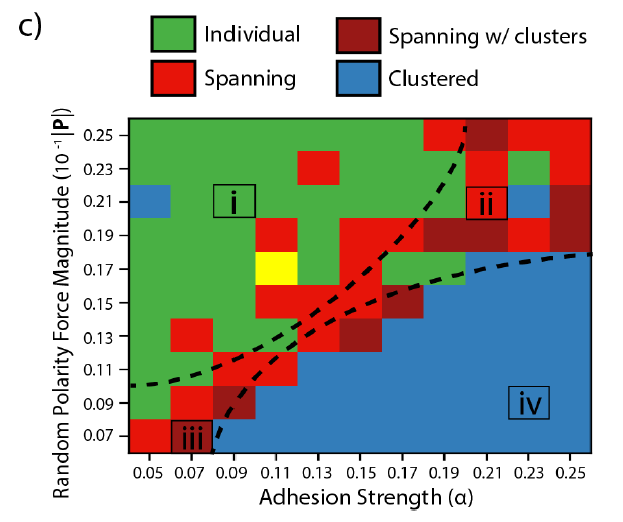 c)
Individual
Spanning w/ clusters
Spanning
Clustered
Random Polarity Force Magnitude (10⁻¹|P|)
0.25
0.23
0.21
0.19
0.17
0.15
0.13
0.11
0.09
0.07
i
ii
iii
iv
0.05 0.07 0.09 0.11 0.13 0.15 0.17 0.19 0.21 0.23 0.25
Adhesion Strength (α)